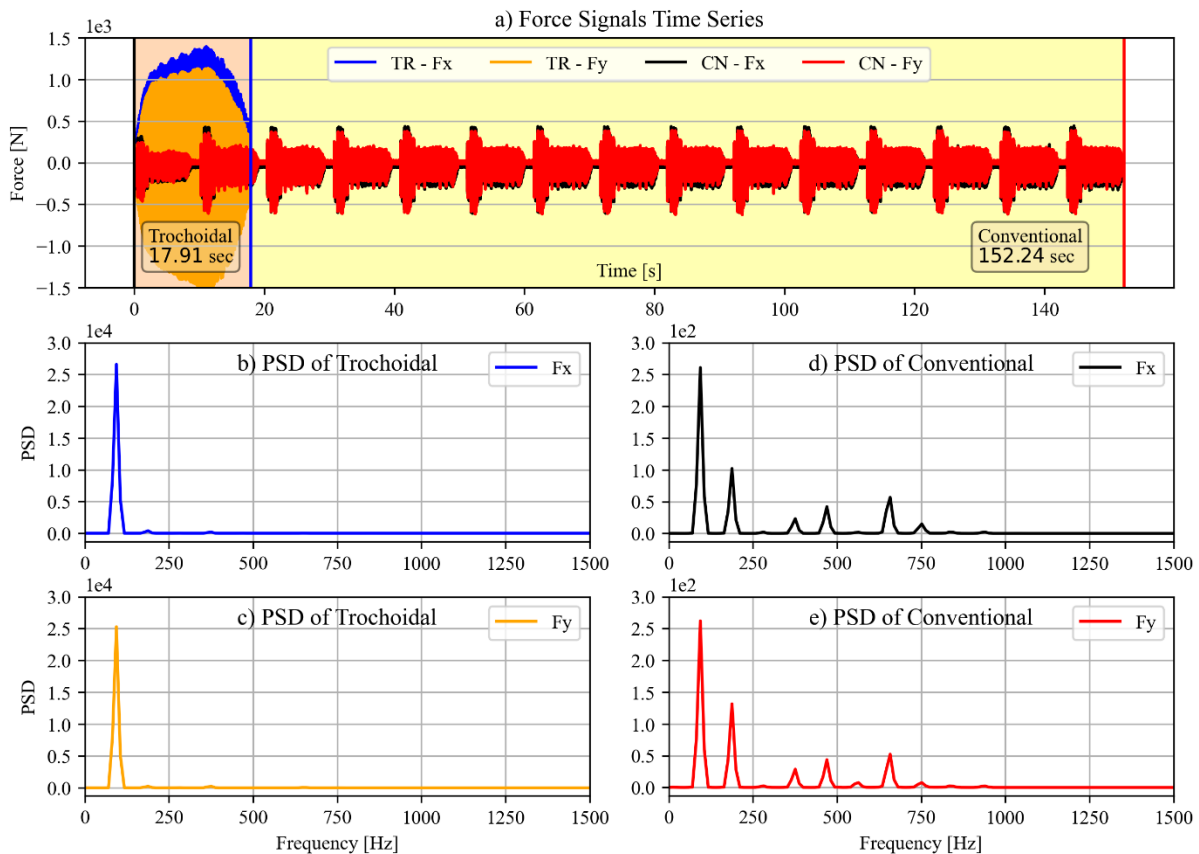 a) Force Signals Time Series
1e3
1.5
1.0
0.5
0.0
−0.5
−1.0
−1.5
Force [N]
TR - Fx
TR - Fy
CN - Fx
CN - Fy
Trochoidal
17.91 sec
Conventional
152.24 sec
Time [s]
0 20 40 60 80 100 120 140
1e4
b) PSD of Trochoidal
Fx
3.0
2.5
2.0
1.5
1.0
0.5
0.0
PSD
0 250 500 750 1000 1250 1500
1e2
d) PSD of Conventional
Fx
3.0
2.5
2.0
1.5
1.0
0.5
0.0
0 250 500 750 1000 1250 1500
1e4
c) PSD of Trochoidal
Fy
3.0
2.5
2.0
1.5
1.0
0.5
0.0
PSD
0 250 500 750 1000 1250 1500
Frequency [Hz]
1e2
e) PSD of Conventional
Fy
3.0
2.5
2.0
1.5
1.0
0.5
0.0
0 250 500 750 1000 1250 1500
Frequency [Hz]